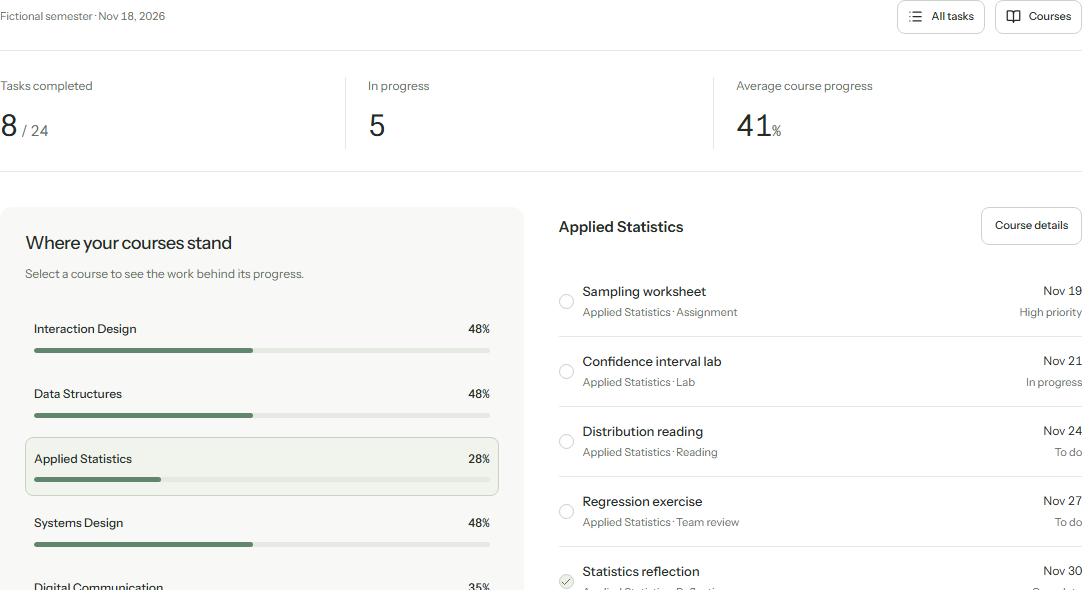 Fictional semester · Nov 18, 2026
All tasks
Courses
Tasks completed
8 / 24
In progress
5
Average course progress
41%
Where your courses stand
Select a course to see the work behind its progress.
Interaction Design 48%
Data Structures 48%
Applied Statistics 28%
Systems Design 48%
Digital Communication 35%
Applied Statistics
Course details
Sampling worksheet Nov 19
Applied Statistics · Assignment High priority
Confidence interval lab Nov 21
Applied Statistics · Lab In progress
Distribution reading Nov 24
Applied Statistics · Reading To do
Regression exercise Nov 27
Applied Statistics · Team review To do
Statistics reflection Nov 30